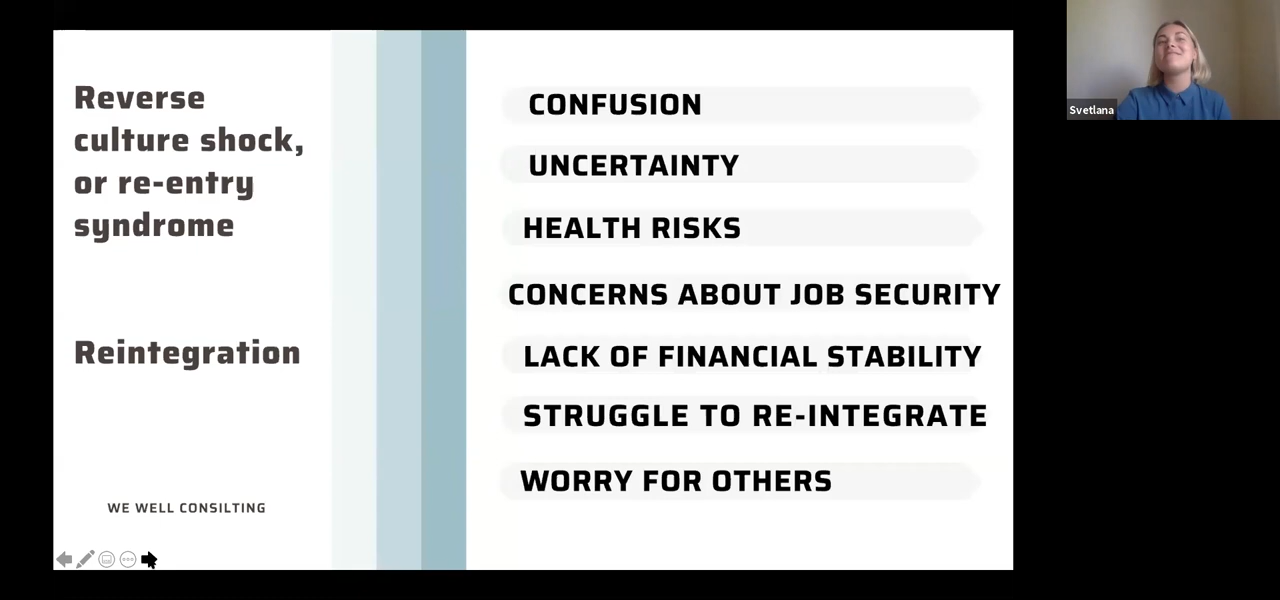 Reverse
culture shock,
or re-entry
syndrome
Reintegration
WE WELL CONSILTING
CONFUSION
UNCERTAINTY
HEALTH RISKS
CONCERNS ABOUT JOB SECURITY
LACK OF FINANCIAL STABILITY
STRUGGLE TO RE-INTEGRATE
WORRY FOR OTHERS
Svetlana